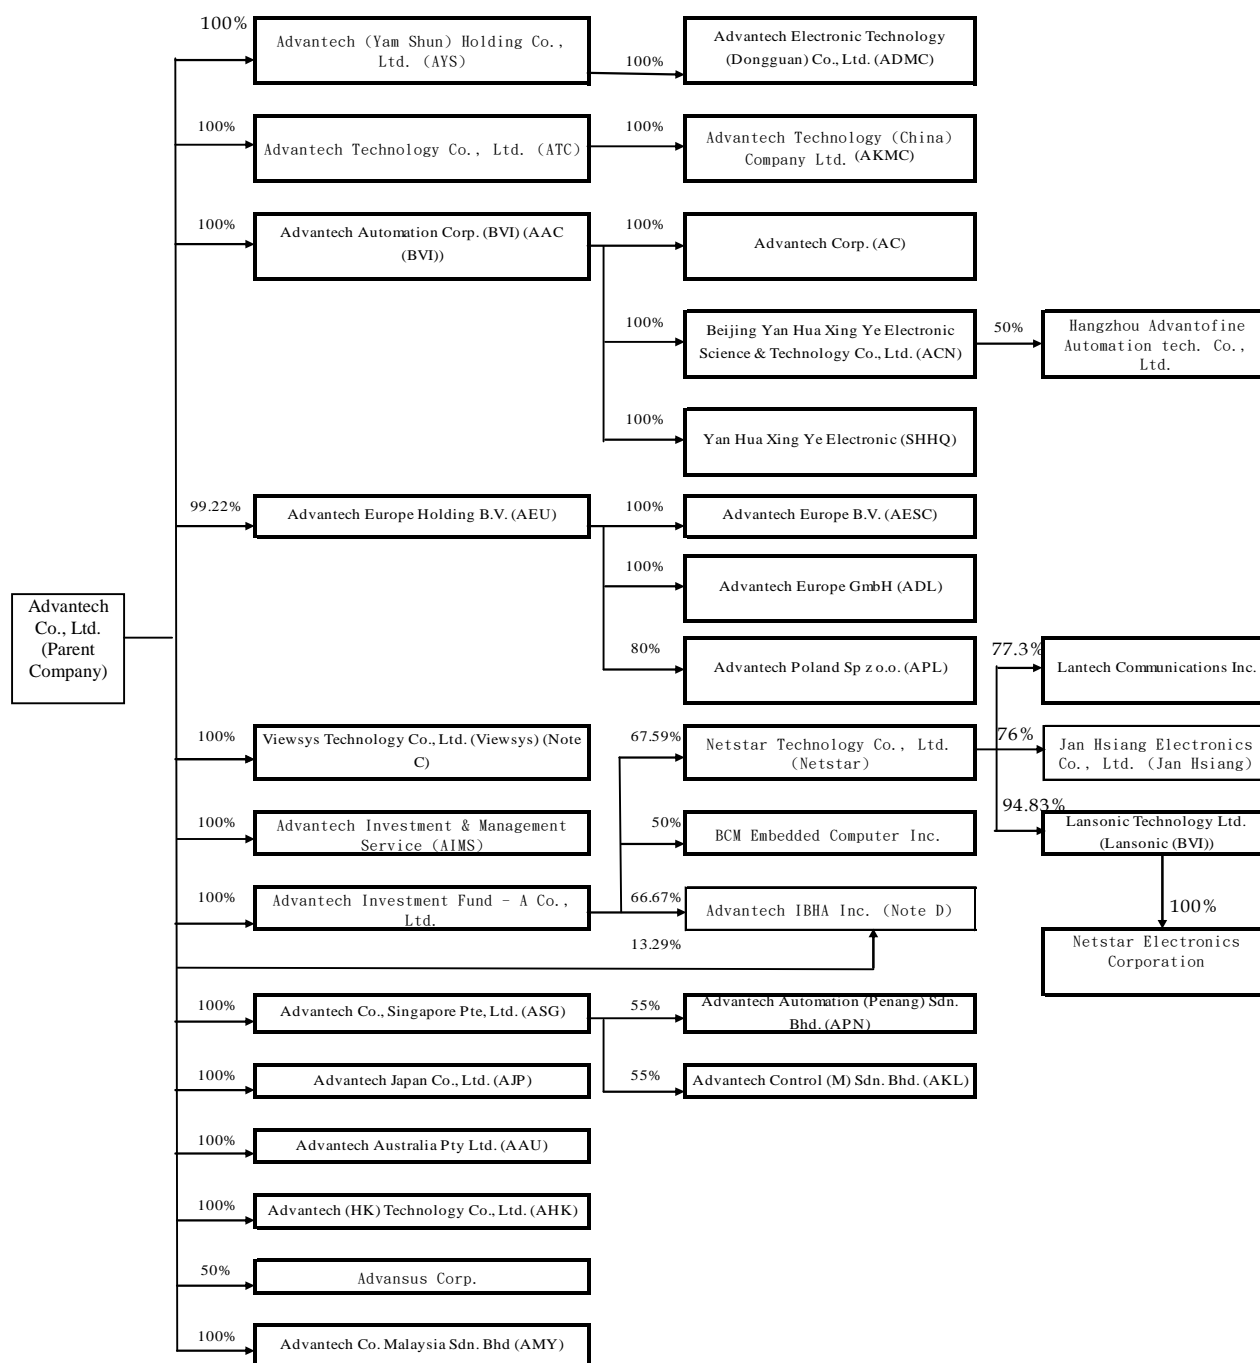 100%
Advantech (Yam Shun) Holding Co.,
Ltd. (AYS)
100%
Advantech Electronic Technology
(Dongguan) Co., Ltd. (ADMC)
100%
Advantech Technology Co., Ltd. (ATC)
100%
Advantech Technology (China)
Company Ltd. (AKMC)
100%
Advantech Automation Corp. (BVI) (AAC
(BVI))
100%
Advantech Corp. (AC)
100%
Beijing Yan Hua Xing Ye Electronic
Science & Technology Co., Ltd. (ACN)
50%
Hangzhou Advantofine
Automation tech. Co.,
Ltd.
100%
Yan Hua Xing Ye Electronic (SHHQ)
99.22%
Advantech Europe Holding B.V. (AEU)
100%
Advantech Europe B.V. (AESC)
100%
Advantech Europe GmbH (ADL)
Advantech
Co., Ltd.
(Parent
Company)
80%
Advantech Poland Sp z o.o. (APL)
77.3%
Lantech Communications Inc.
100%
Viewsys Technology Co., Ltd. (Viewsys) (Note
C)
67.59%
Netstar Technology Co., Ltd.
(Netstar)
76%
Jan Hsiang Electronics
Co., Ltd. (Jan Hsiang)
100%
Advantech Investment & Management
Service (AIMS)
50%
BCM Embedded Computer Inc.
94.83%
Lansonic Technology Ltd.
(Lansonic (BVI))
100%
Advantech Investment Fund - A Co.,
Ltd.
66.67%
Advantech IBHA Inc. (Note D)
13.29%
100%
Netstar Electronics
Corporation
100%
Advantech Co., Singapore Pte, Ltd. (ASG)
55%
Advantech Automation (Penang) Sdn.
Bhd. (APN)
100%
Advantech Japan Co., Ltd. (AJP)
55%
Advantech Control (M) Sdn. Bhd. (AKL)
100%
Advantech Australia Pty Ltd. (AAU)
100%
Advantech (HK) Technology Co., Ltd. (AHK)
50%
Advansus Corp.
100%
Advantech Co. Malaysia Sdn. Bhd (AMY)